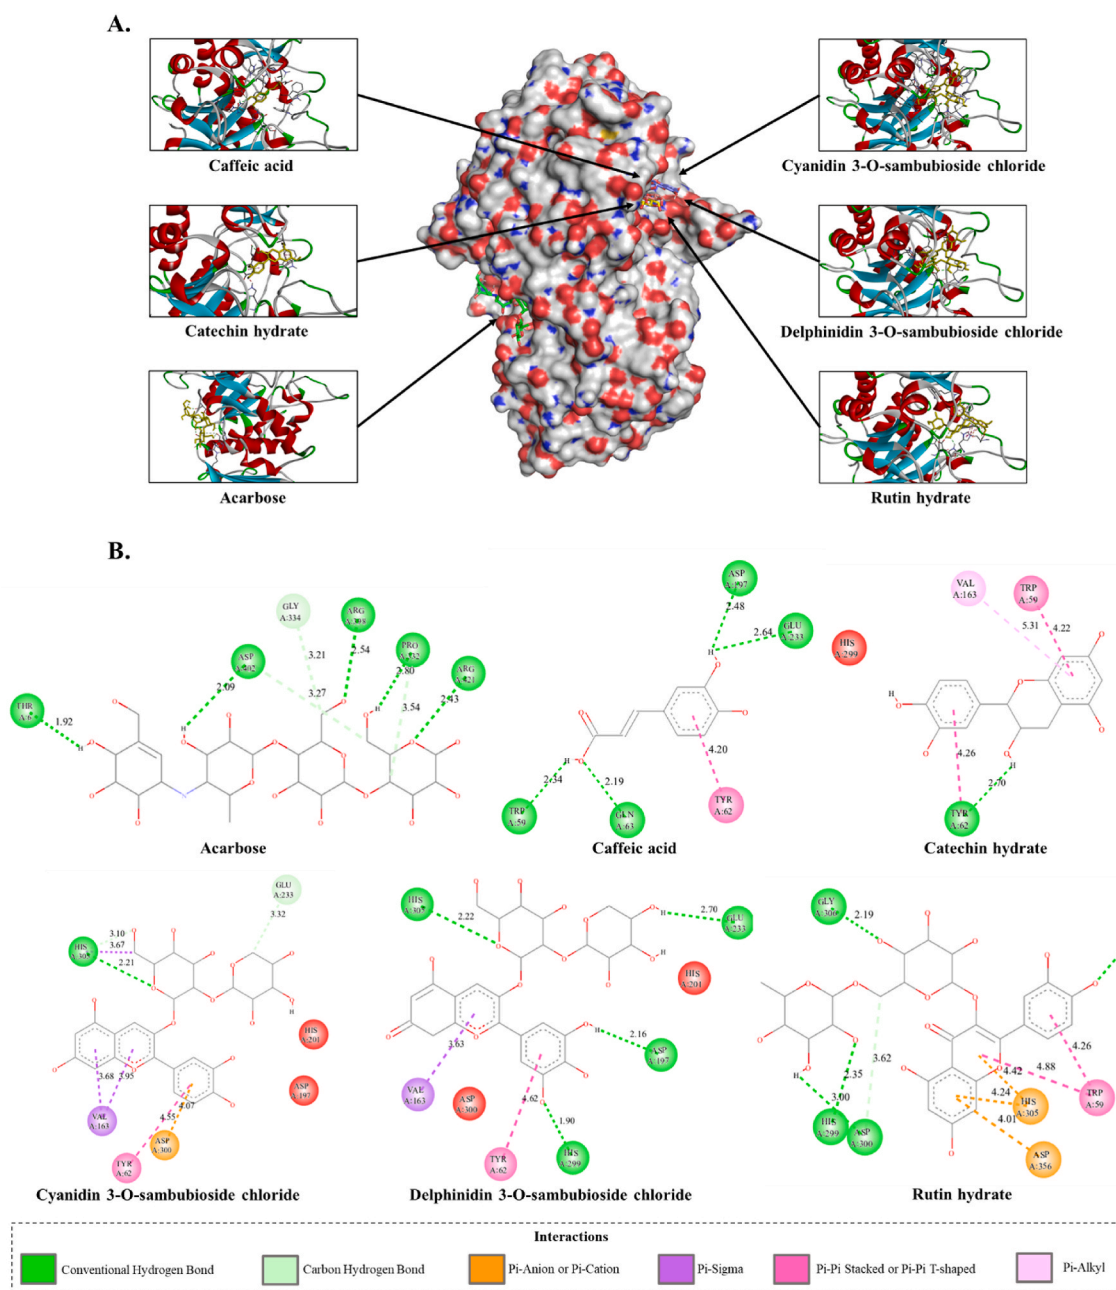 A.
Caffeic acid
Cyanidin 3-O-sambubioside chloride
Catechin hydrate
Delphinidin 3-O-sambubioside chloride
Acarbose
Rutin hydrate
B.
THR
1.92
ASP
2.09
GLY
A:334
3.21
3.27
ARG
2.54
PRO
2.80
3.54
ARG
2.43
H
H
H
Acarbose
ASP
A:197
2.48
GLU
A:233
2.64
H
O
4.20
TYR
A:62
H
2.34
TRP
A:59
2.19
GLN
A:63
Caffeic acid
VAL
A:163
5.31
TRP
A:59
4.22
HIS
A:299
H
4.26
H
2.70
TYR
A:62
Catechin hydrate
GLU
A:233
3.32
HIS
3.10
3.67
2.21
H
HIS
A:201
ASP
A:197
3.68
3.95
VAL
A:163
4.55
4.07
ASP
A:300
TYR
A:62
Cyanidin 3-O-sambubioside chloride
HIS
2.22
H
2.70
GLU
A:233
H
HIS
A:201
3.63
VAL
A:163
ASP
A:300
H
2.16
ASP
A:197
4.62
TYR
A:62
1.90
HIS
A:299
Delphinidin 3-O-sambubioside chloride
GLY
2.19
3.62
2.35
H
3.00
HIS
A:299
ASP
A:300
4.26
4.88
4.42
4.24
4.01
TRP
A:59
HIS
A:305
ASP
A:356
Rutin hydrate
Interactions
Conventional Hydrogen Bond
Carbon Hydrogen Bond
Pi-Anion or Pi-Cation
Pi-Sigma
Pi-Pi Stacked or Pi-Pi T-shaped
Pi-Alkyl